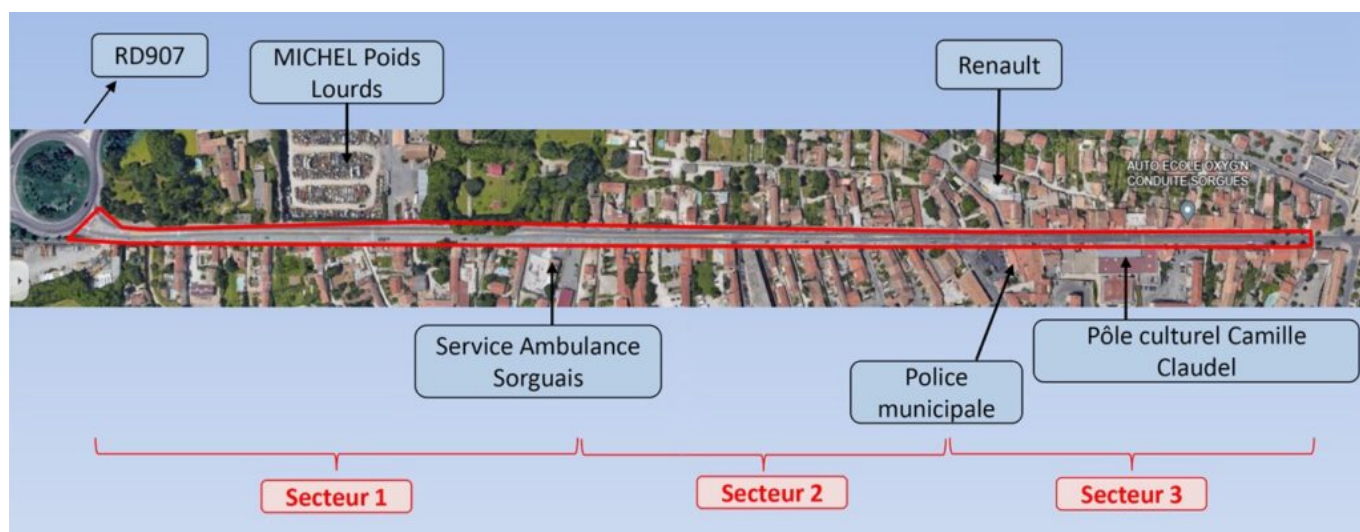 RD907
MICHEL Poids
Lourds
Renault
AUTO ECOLE OXYG'N
CONDUITE SORGUES
Service Ambulance
Sorguais
Police
municipale
Pôle culturel Camille
Claudel
Secteur 1
Secteur 2
Secteur 3